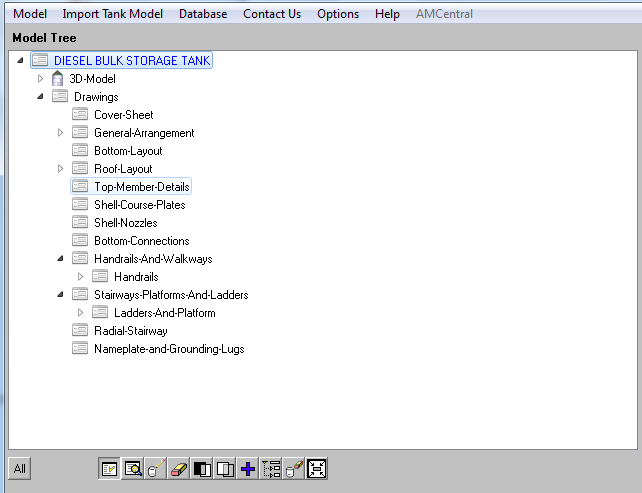 Model Import Tank Model Database Contact Us Options Help AMCentral
Model Tree
DIESEL BULK STORAGE TANK
3D-Model
Drawings
Cover-Sheet
General-Arrangement
Bottom-Layout
Roof-Layout
Top-Member-Details
Shell-Course-Plates
Shell-Nozzles
Bottom-Connections
Handrails-And-Walkways
Handrails
Stairways-Platforms-And-Ladders
Ladders-And-Platform
Radial-Stairway
Nameplate-and-Grounding-Lugs
All